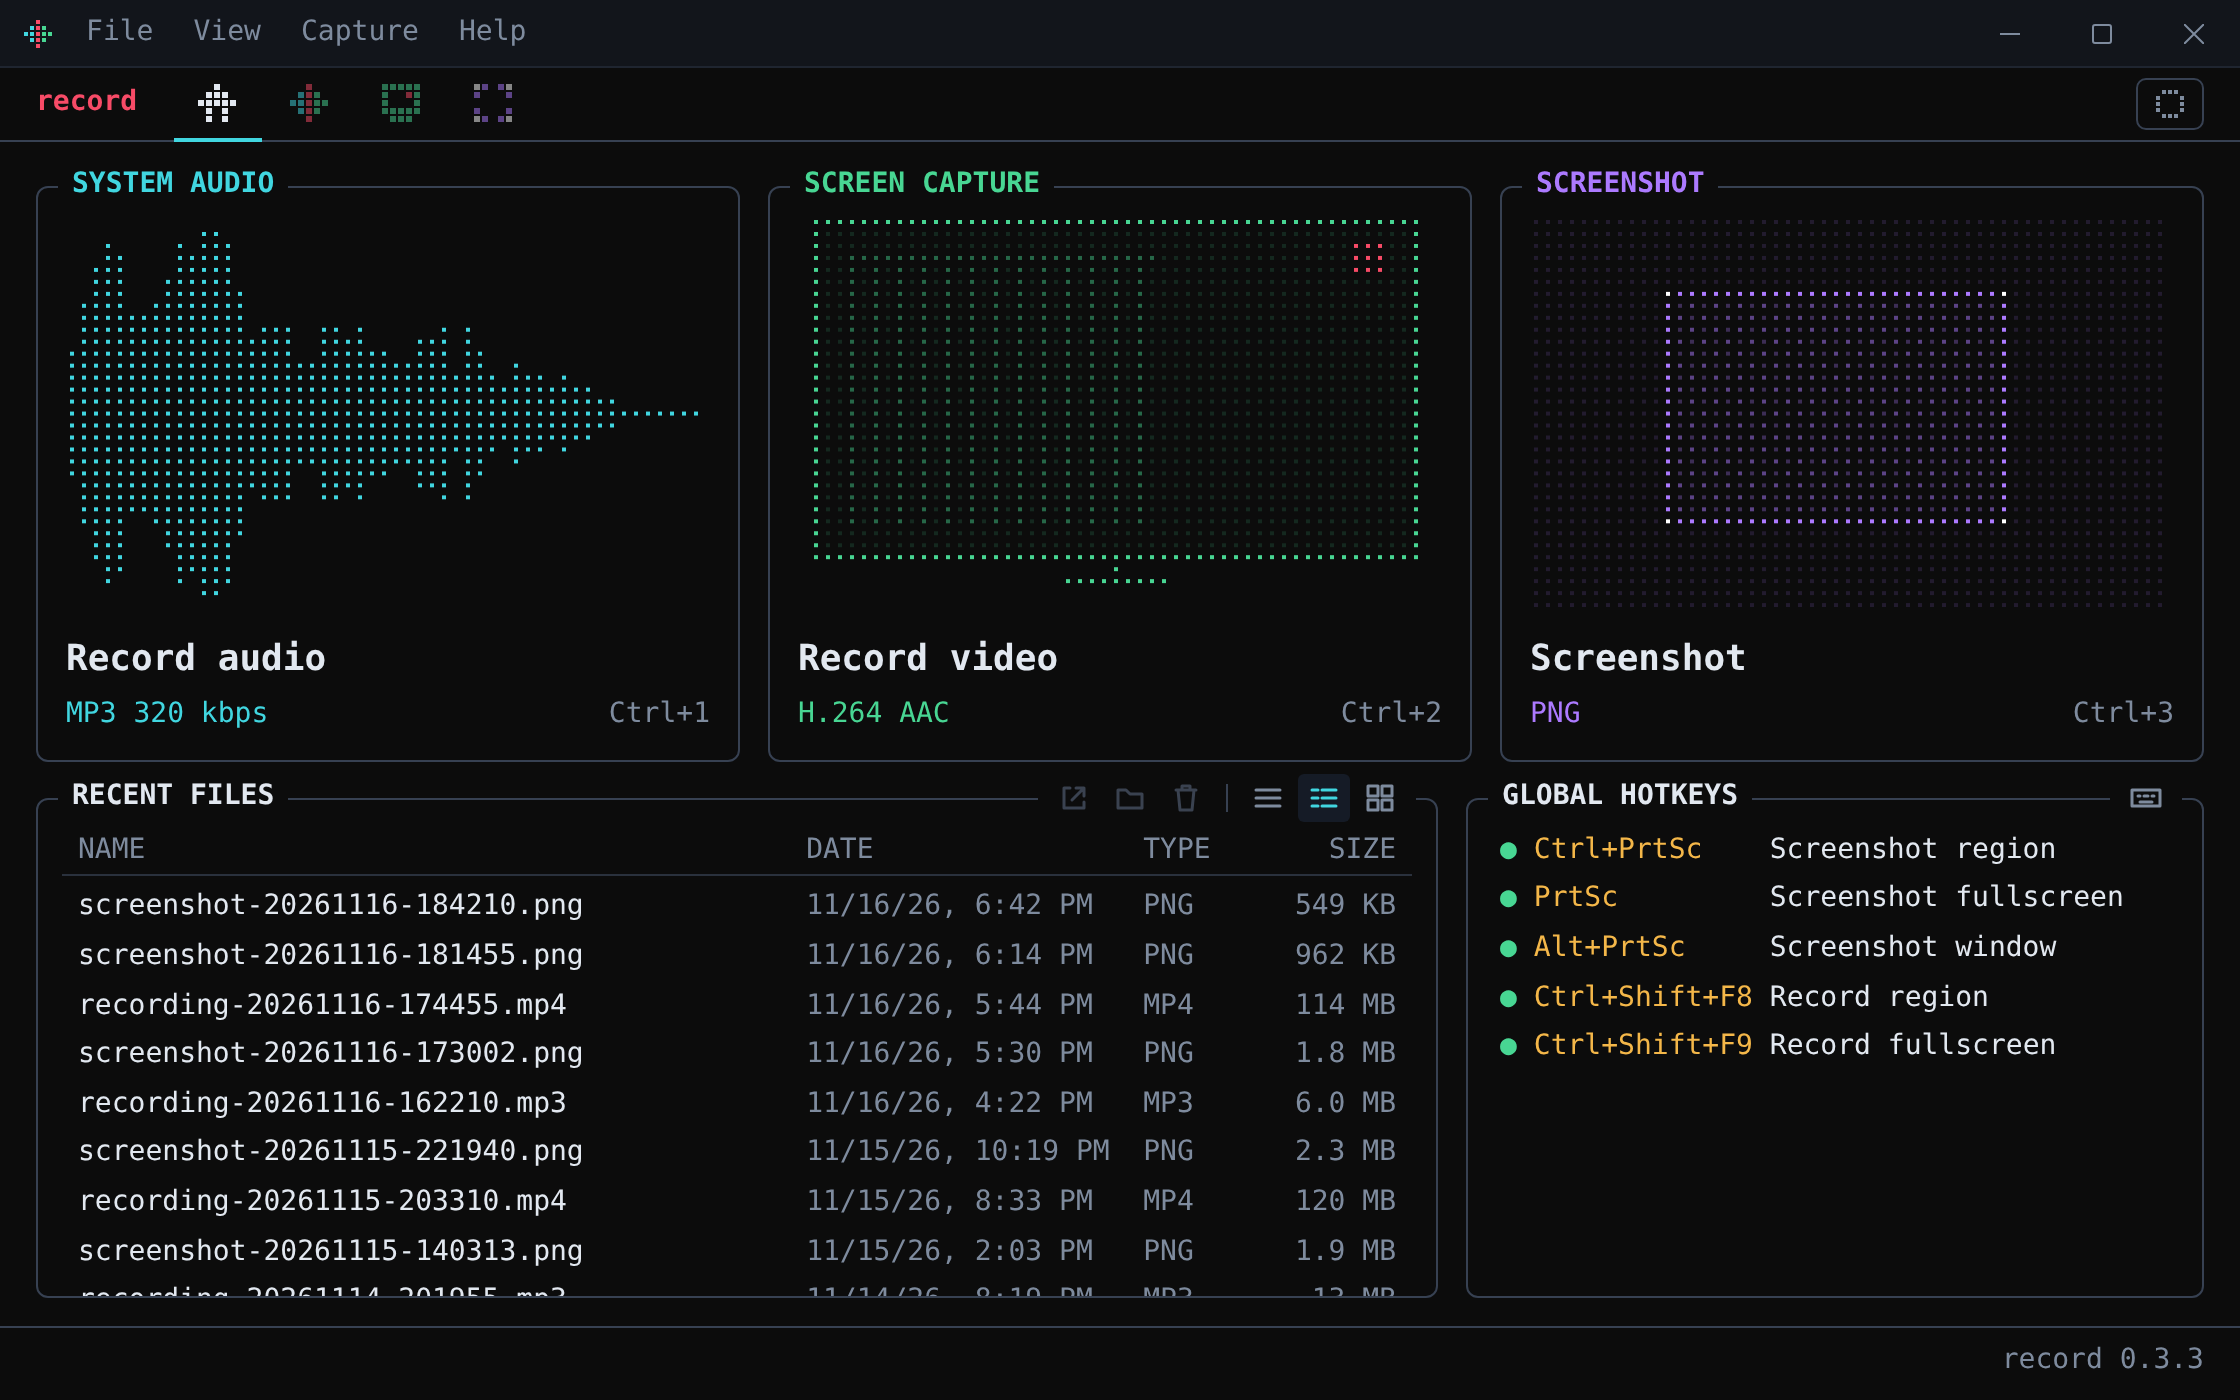 File View Capture Help
record
SYSTEM AUDIO
Record audio
MP3 320 kbps Ctrl+1
SCREEN CAPTURE
Record video
H.264 AAC Ctrl+2
SCREENSHOT
Screenshot
PNG Ctrl+3
RECENT FILES
NAME DATE TYPE SIZE
screenshot-20261116-184210.png 11/16/26, 6:42 PM PNG 549 KB
screenshot-20261116-181455.png 11/16/26, 6:14 PM PNG 962 KB
recording-20261116-174455.mp4 11/16/26, 5:44 PM MP4 114 MB
screenshot-20261116-173002.png 11/16/26, 5:30 PM PNG 1.8 MB
recording-20261116-162210.mp3 11/16/26, 4:22 PM MP3 6.0 MB
screenshot-20261115-221940.png 11/15/26, 10:19 PM PNG 2.3 MB
recording-20261115-203310.mp4 11/15/26, 8:33 PM MP4 120 MB
screenshot-20261115-140313.png 11/15/26, 2:03 PM PNG 1.9 MB
GLOBAL HOTKEYS
Ctrl+PrtSc Screenshot region
PrtSc Screenshot fullscreen
Alt+PrtSc Screenshot window
Ctrl+Shift+F8 Record region
Ctrl+Shift+F9 Record fullscreen
record 0.3.3